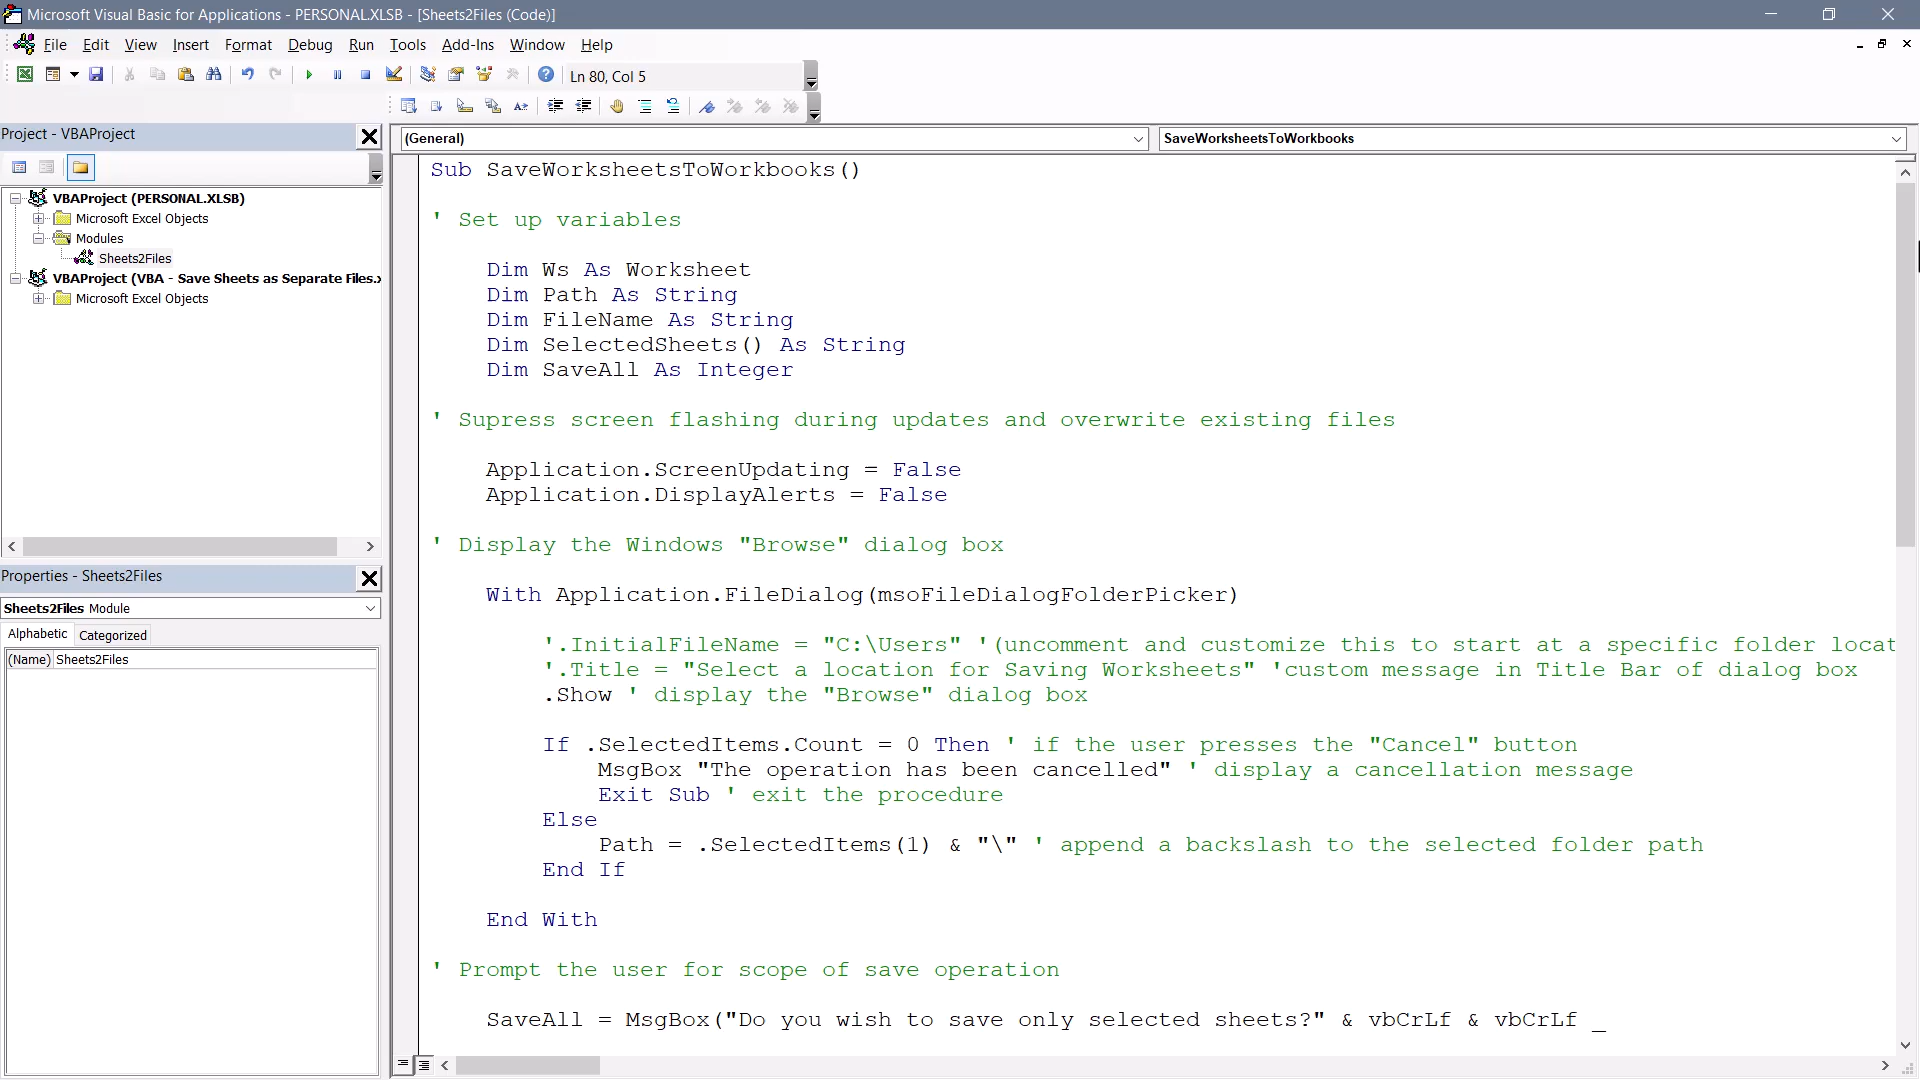 Microsoft Visual Basic for Applications - PERSONAL.XLSB - [Sheets2Files (Code)]
File Edit View Insert Format Debug Run Tools Add-Ins Window Help
Ln 80, Col 5
Project - VBAProject
VBAProject (PERSONAL.XLSB)
Microsoft Excel Objects
Modules
Sheets2Files
VBAProject (VBA - Save Sheets as Separate Files.x
Microsoft Excel Objects
Properties - Sheets2Files
Sheets2Files Module
Alphabetic Categorized
(Name) Sheets2Files
(General) SaveWorksheetsToWorkbooks
Sub SaveWorksheetsToWorkbooks()
' Set up variables
Dim Ws As Worksheet
Dim Path As String
Dim FileName As String
Dim SelectedSheets() As String
Dim SaveAll As Integer
' Supress screen flashing during updates and overwrite existing files
Application.ScreenUpdating = False
Application.DisplayAlerts = False
' Display the Windows "Browse" dialog box
With Application.FileDialog(msoFileDialogFolderPicker)
'.InitialFileName = "C:\Users" '(uncomment and customize this to start at a specific folder locat
'.Title = "Select a location for Saving Worksheets" 'custom message in Title Bar of dialog box
.Show ' display the "Browse" dialog box
If .SelectedItems.Count = 0 Then ' if the user presses the "Cancel" button
MsgBox "The operation has been cancelled" ' display a cancellation message
Exit Sub ' exit the procedure
Else
Path = .SelectedItems(1) & "\" ' append a backslash to the selected folder path
End If
End With
' Prompt the user for scope of save operation
SaveAll = MsgBox("Do you wish to save only selected sheets?" & vbCrLf & vbCrLf _